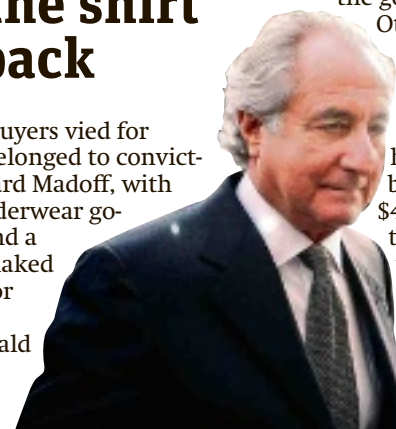 the shirt
back
uyers vied for
elonged to convict-
ard Madoff, with
derwear go-
nd a
aked
or
ald
the ge
Ot
$4